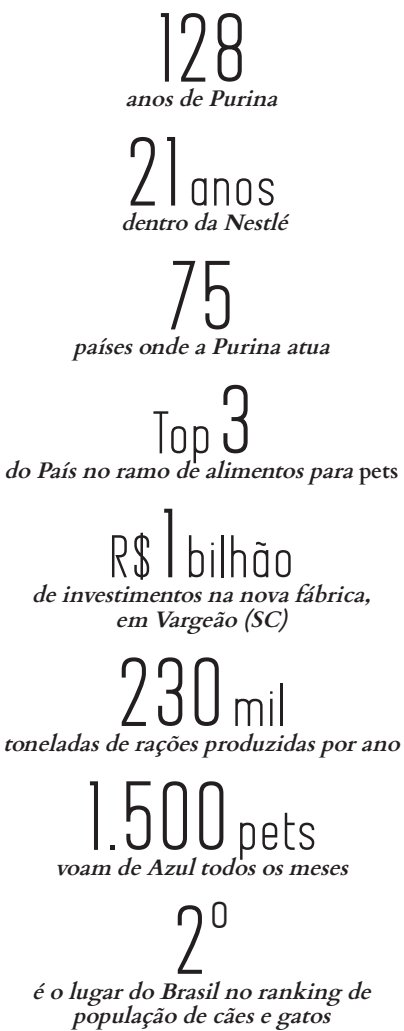 128
anos de Purina
21 anos
dentro da Nestlé
75
países onde a Purina atua
Top 3
do País no ramo de alimentos para pets
R$ 1 bilhão
de investimentos na nova fábrica,
em Vargeão (SC)
230 mil
toneladas de rações produzidas por ano
1.500 pets
voam de Azul todos os meses
2º
é o lugar do Brasil no ranking de
população de cães e gatos